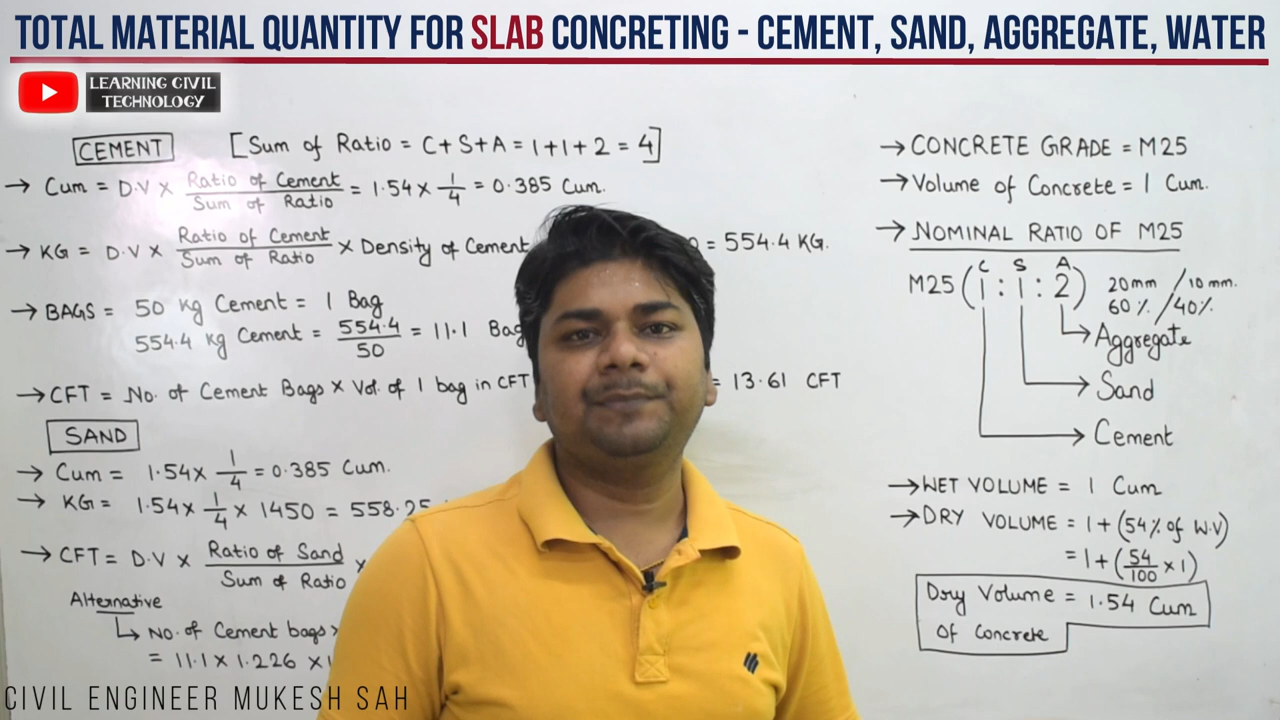 TOTAL MATERIAL QUANTITY FOR SLAB CONCRETING - CEMENT, SAND, AGGREGATE, WATER
LEARNING CIVIL
TECHNOLOGY
CEMENT [Sum of Ratio = C+S+A = 1+1+2 = 4]
→ Cum = D.V × Ratio of Cement / Sum of Ratio = 1.54 × 1/4 = 0.385 Cum.
→ KG = D.V × Ratio of Cement / Sum of Ratio × Density of Cement = 554.4 KG.
→ BAGS = 50 kg Cement = 1 Bag
554.4 kg Cement = 554.4 / 50 = 11.1 Bag
→ CFT = No. of Cement Bags × Vol. of 1 bag in CFT = 13.61 CFT
SAND
→ Cum = 1.54 × 1/4 = 0.385 Cum.
→ KG = 1.54 × 1/4 × 1450 = 558.25
→ CFT = D.V × Ratio of Sand / Sum of Ratio ×
Alternative
↳ No. of Cement bags ×
= 11.1 × 1.226 ×
→ CONCRETE GRADE = M25
→ Volume of Concrete = 1 Cum.
→ NOMINAL RATIO OF M25
C S A
M25 (1 : 1 : 2) 20mm / 10mm.
60% / 40%.
Aggregate
Sand
Cement
→ WET VOLUME = 1 Cum
→ DRY VOLUME = 1 + (54% of W.V)
= 1 + (54/100 × 1)
Dry Volume = 1.54 Cum
Of Concrete
CIVIL ENGINEER MUKESH SAH